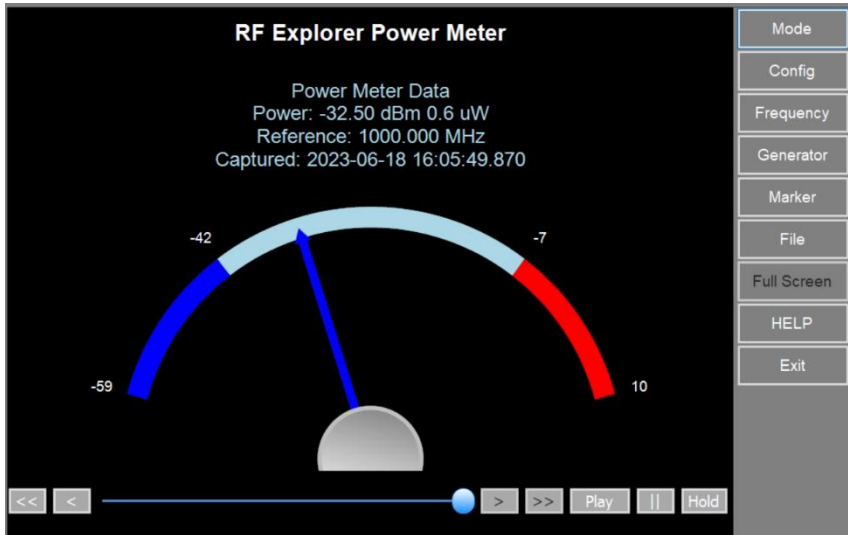 RF Explorer Power Meter
Power Meter Data
Power: -32.50 dBm 0.6 uW
Reference: 1000.000 MHz
Captured: 2023-06-18 16:05:49.870
-42
-7
-59
10
<<
<
>
>>
Play
||
Hold
Mode
Config
Frequency
Generator
Marker
File
Full Screen
HELP
Exit